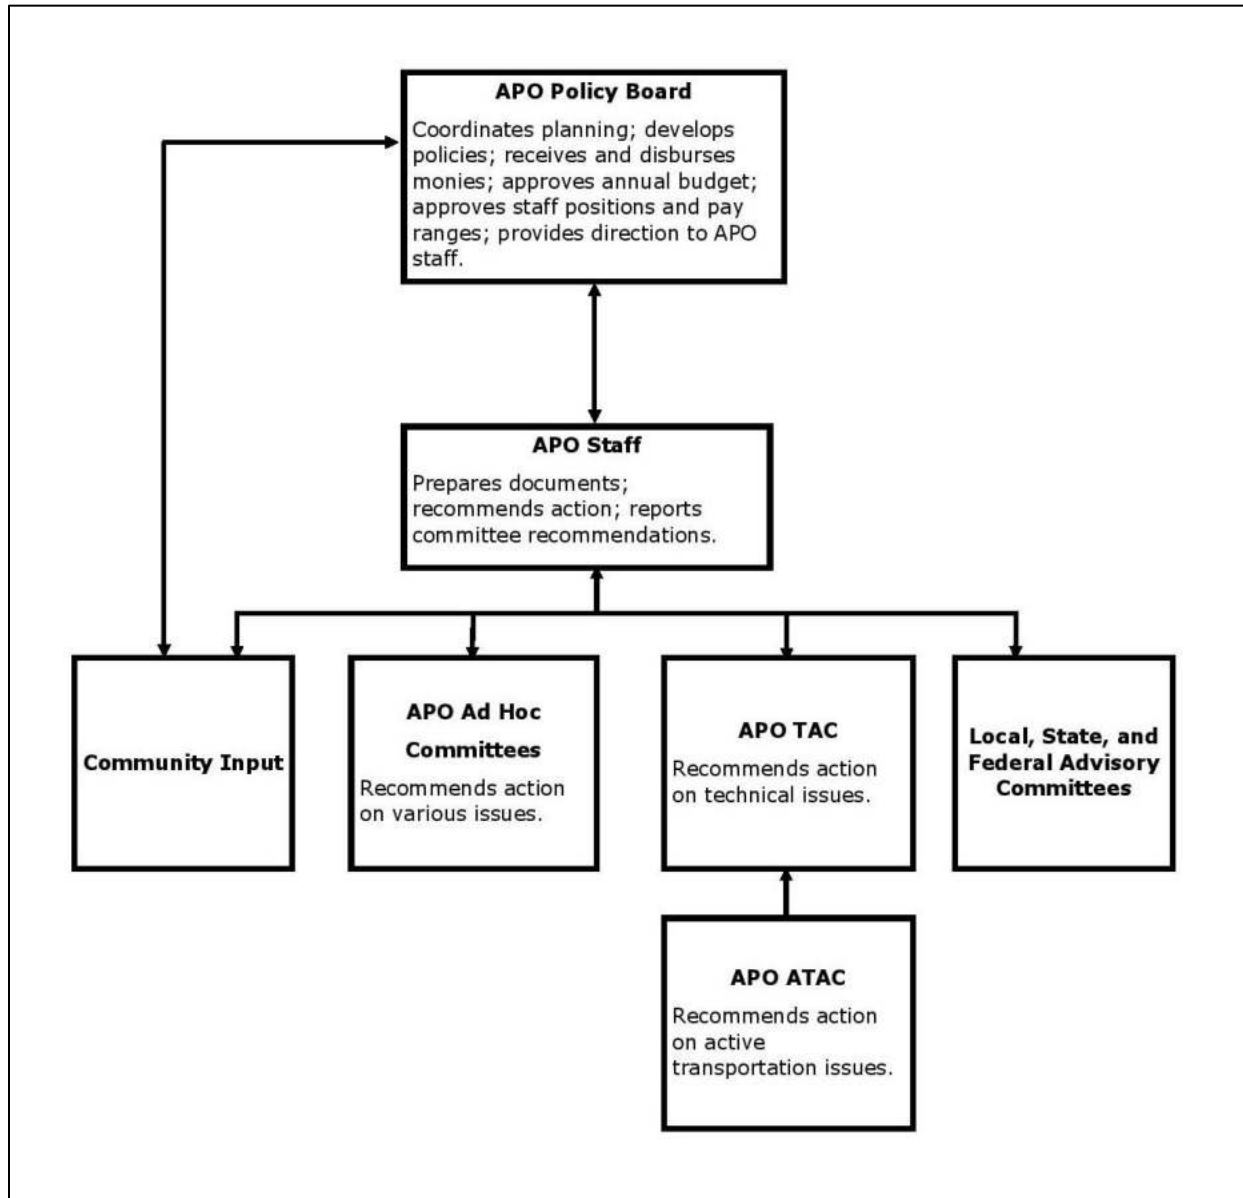 APO Policy Board
Coordinates planning; develops
policies; receives and disburses
monies; approves annual budget;
approves staff positions and pay
ranges; provides direction to APO
staff.
APO Staff
Prepares documents;
recommends action; reports
committee recommendations.
Community Input
APO Ad Hoc
Committees
Recommends action
on various issues.
APO TAC
Recommends action
on technical issues.
Local, State, and
Federal Advisory
Committees
APO ATAC
Recommends action
on active
transportation issues.